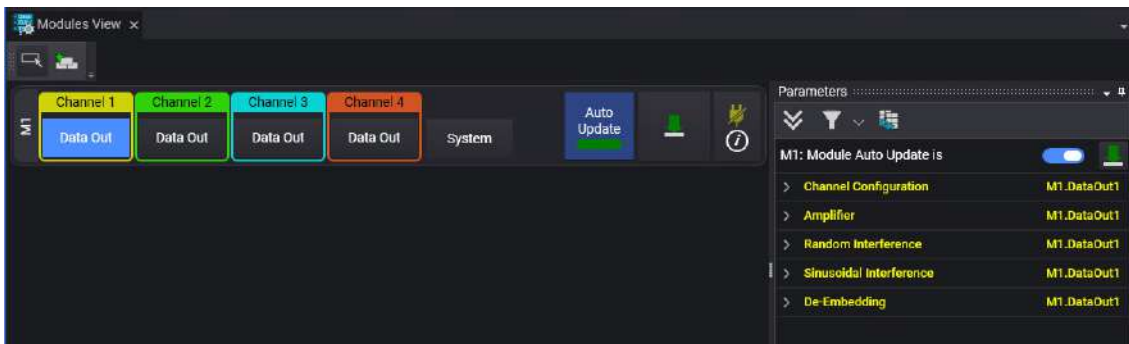 Modules View
Parameters
M1
Channel 1
Channel 2
Channel 3
Channel 4
Data Out
Data Out
Data Out
Data Out
System
Auto
Update
M1: Module Auto Update is
Channel Configuration M1.DataOut1
Amplifier M1.DataOut1
Random Interference M1.DataOut1
Sinusoidal Interference M1.DataOut1
De-Embedding M1.DataOut1